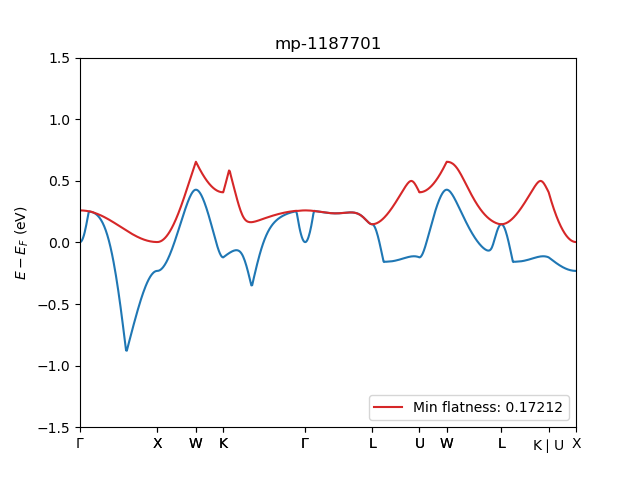 mp-1187701
E − E_F (eV)
1.5
1.0
0.5
0.0
−0.5
−1.0
−1.5
Min flatness: 0.17212
Γ X W K Γ L U W L K | U X